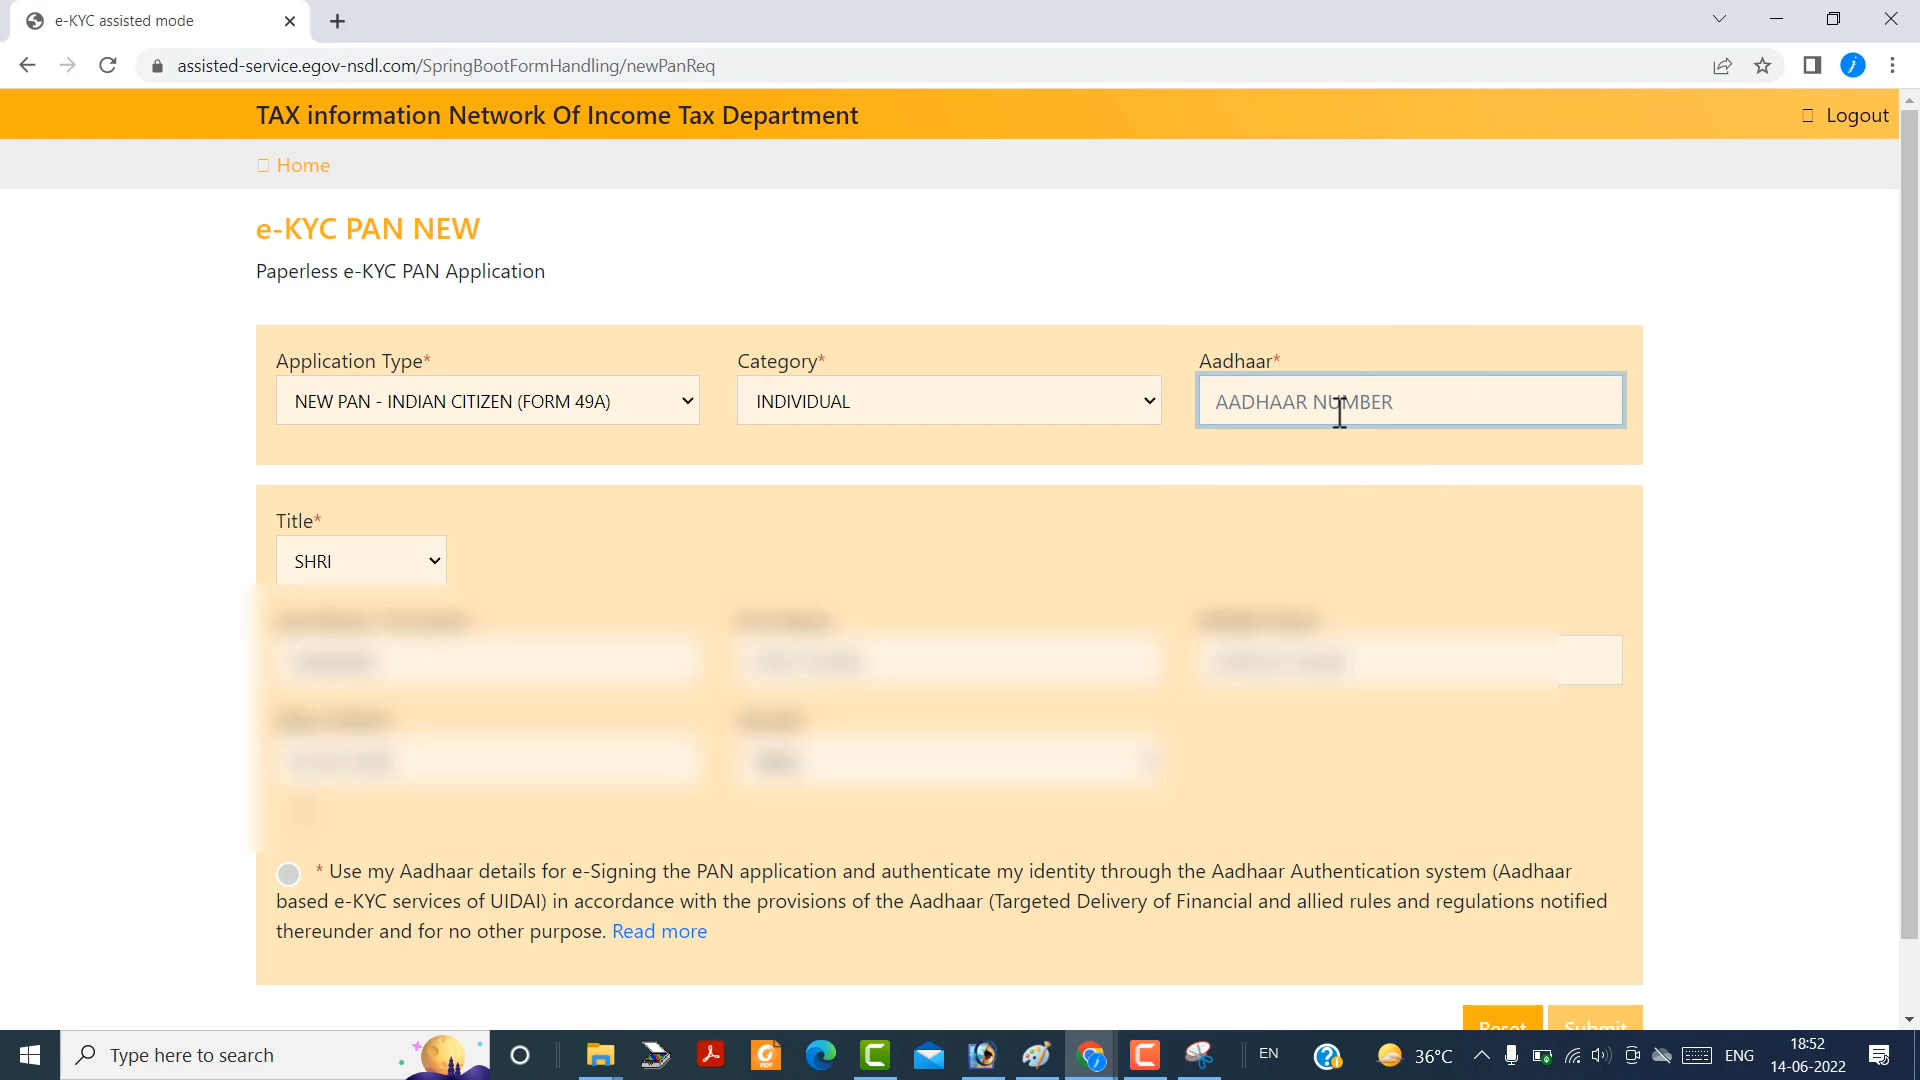 e-KYC assisted mode
assisted-service.egov-nsdl.com/SpringBootFormHandling/newPanReq
TAX information Network Of Income Tax Department
Logout
Home
e-KYC PAN NEW
Paperless e-KYC PAN Application
Application Type* Category* Aadhaar*
NEW PAN - INDIAN CITIZEN (FORM 49A) INDIVIDUAL AADHAAR NUMBER
Title*
SHRI
* Use my Aadhaar details for e-Signing the PAN application and authenticate my identity through the Aadhaar Authentication system (Aadhaar
based e-KYC services of UIDAI) in accordance with the provisions of the Aadhaar (Targeted Delivery of Financial and allied rules and regulations notified
thereunder and for no other purpose. Read more
Reset Submit
Type here to search EN 36°C ENG 18:52
14-06-2022